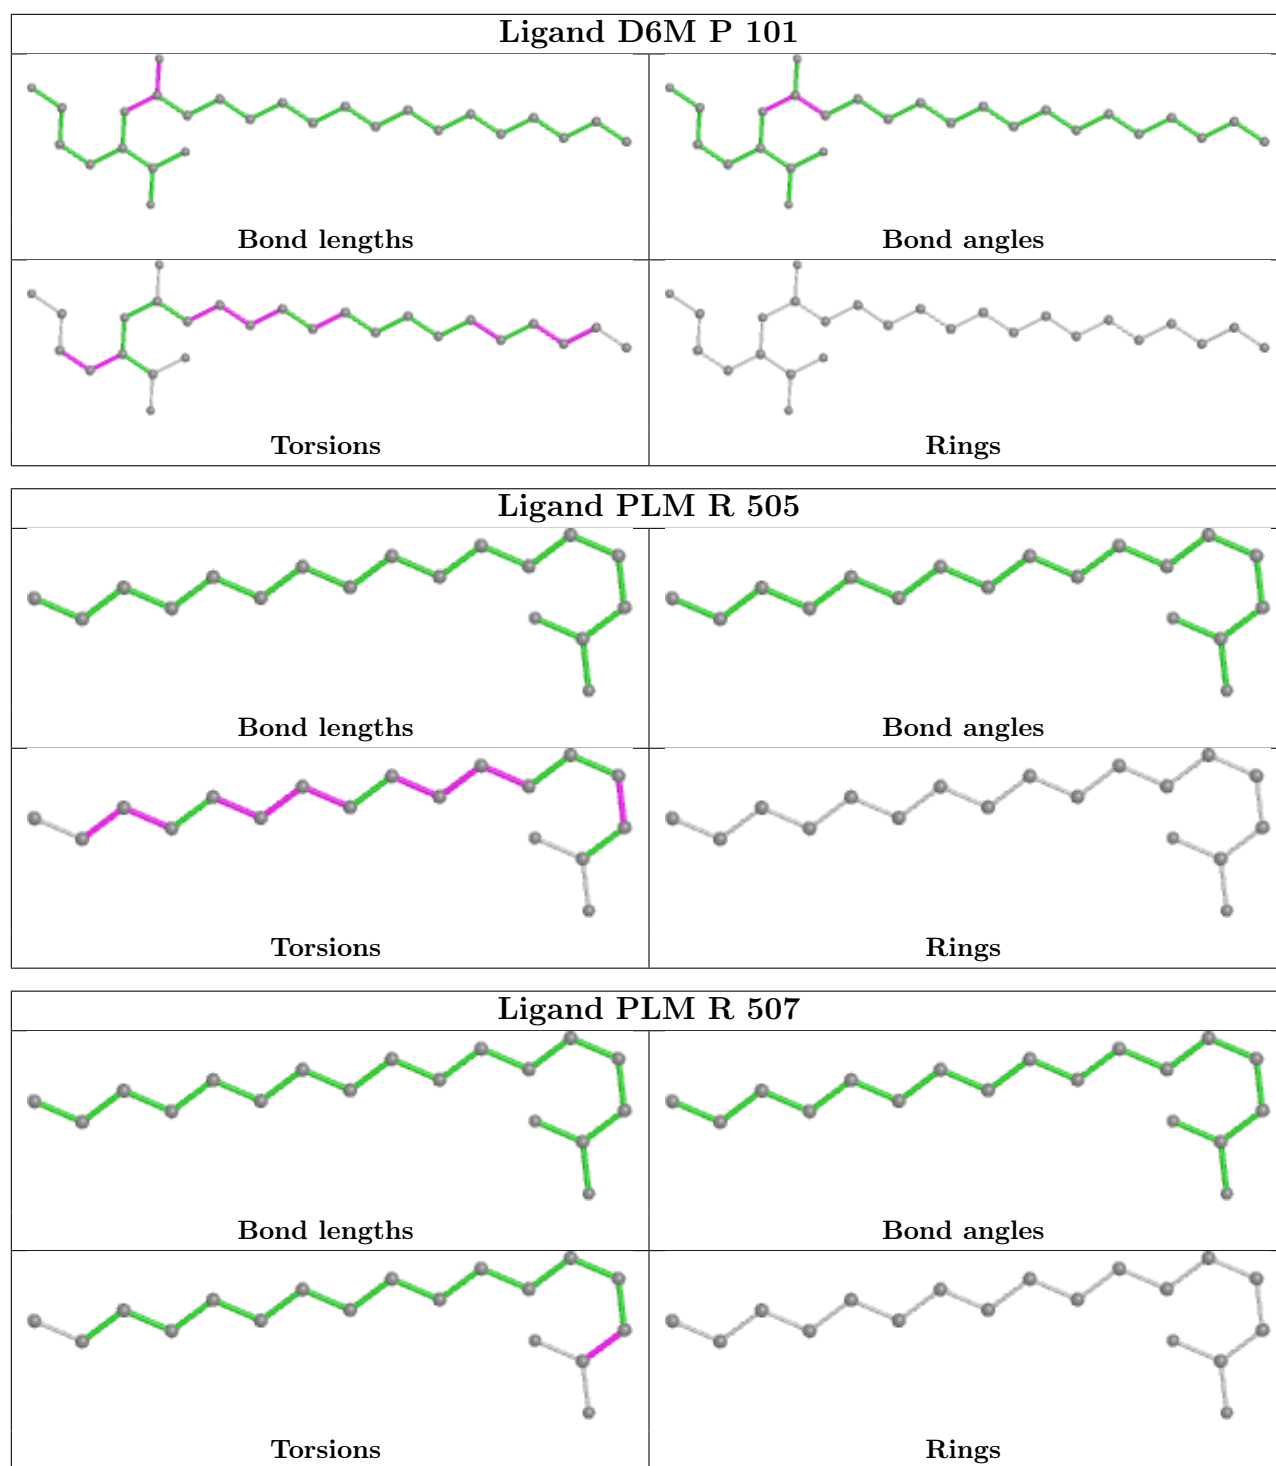 Ligand D6M P 101
Bond lengths
Bond angles
Torsions
Rings
Ligand PLM R 505
Bond lengths
Bond angles
Torsions
Rings
Ligand PLM R 507
Bond lengths
Bond angles
Torsions
Rings